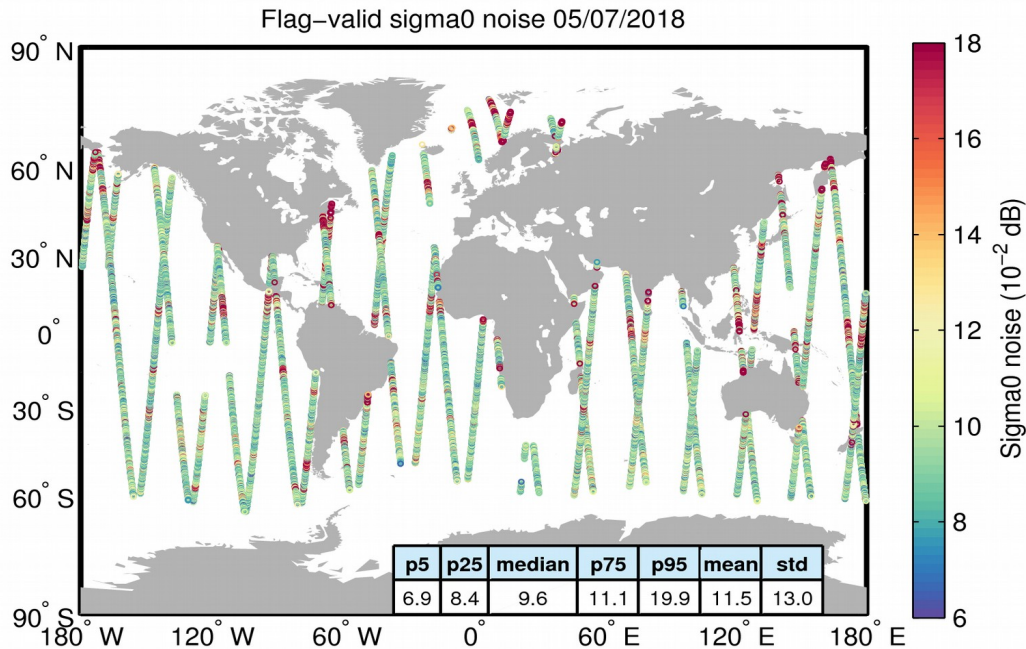 Flag-valid sigma0 noise 05/07/2018
90° N
60° N
30° N
0°
30° S
60° S
90° S
180° W
120° W
60° W
0°
60° E
120° E
180° E
p5 p25 median p75 p95 mean std
6.9 8.4 9.6 11.1 19.9 11.5 13.0
18
16
14
12
10
8
6
Sigma0 noise (10⁻² dB)